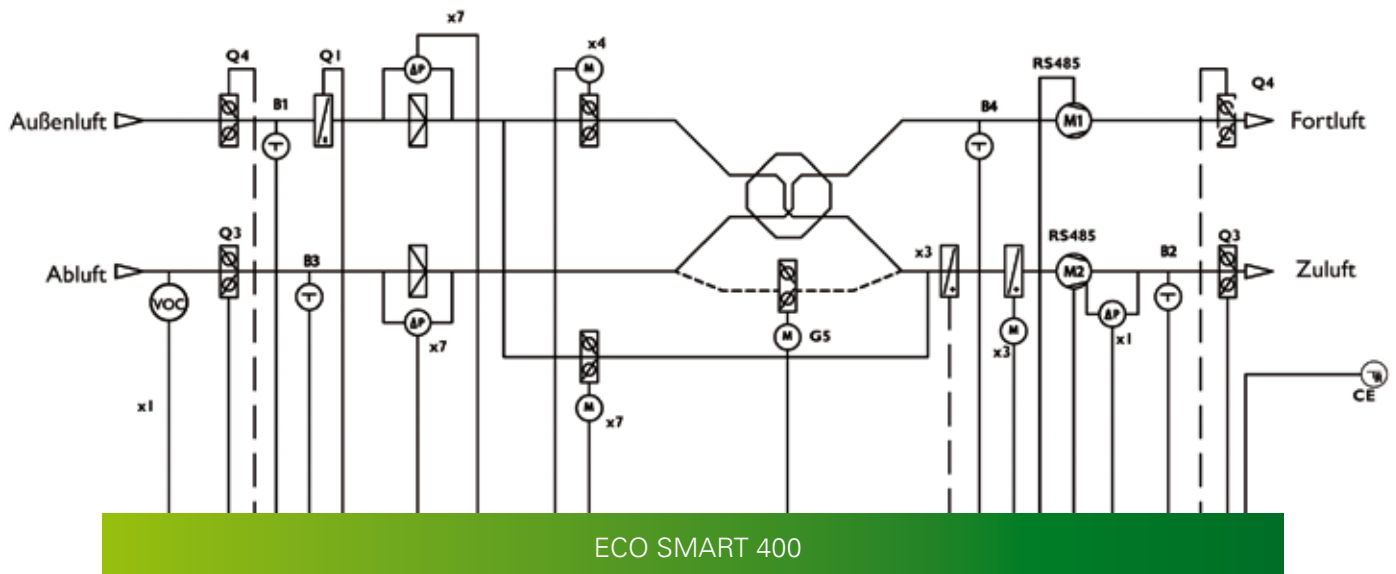 x7
x4
Q4
Q1
ΔP
M
RS485
Q4
B1
B4
Außenluft
M1
Fortluft
Q3
B3
x3
RS485
B2
Q3
Abluft
M2
Zuluft
VOC
ΔP
x7
M
G5
M
x3
ΔP
x1
x1
M
x7
CE
ECO SMART 400